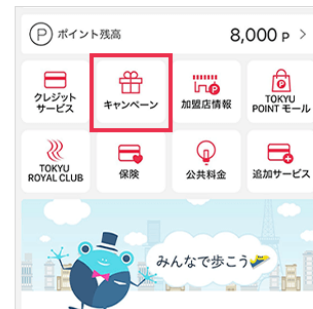 P ポイント残高 8,000 P >
クレジット
サービス
キャンペーン
加盟店情報
P
TOKYU
POINT モール
TOKYU
ROYAL CLUB
保険
公共料金
追加サービス
みんなで歩こう